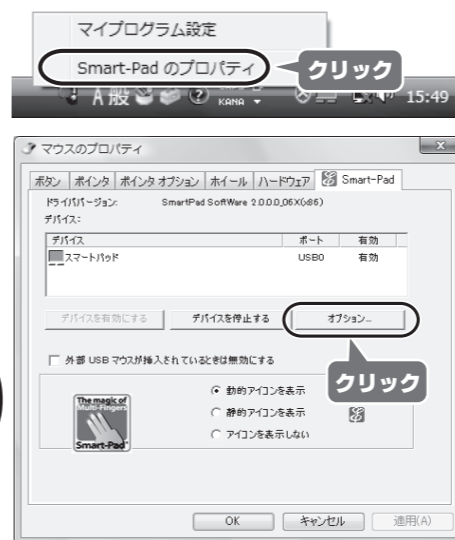 マイプログラム設定
Smart-Pad のプロパティ
クリック
A 般
KANA
15:49
マウスのプロパティ
ボタン ポインタ ポインタ オプション ホイール ハードウェア Smart-Pad
ドライババージョン: SmartPad SoftWare 2.0.0.0_06X(x86)
デバイス:
デバイス ポート 有効
スマートパッド USB0 有効
デバイスを有効にする デバイスを停止する オプション...
外部 USB マウスが挿入されているときは無効にする
クリック
The magic of
Multi-Fingers
Smart-Pad
動的アイコンを表示
静的アイコンを表示
アイコンを表示しない
OK キャンセル 適用(A)